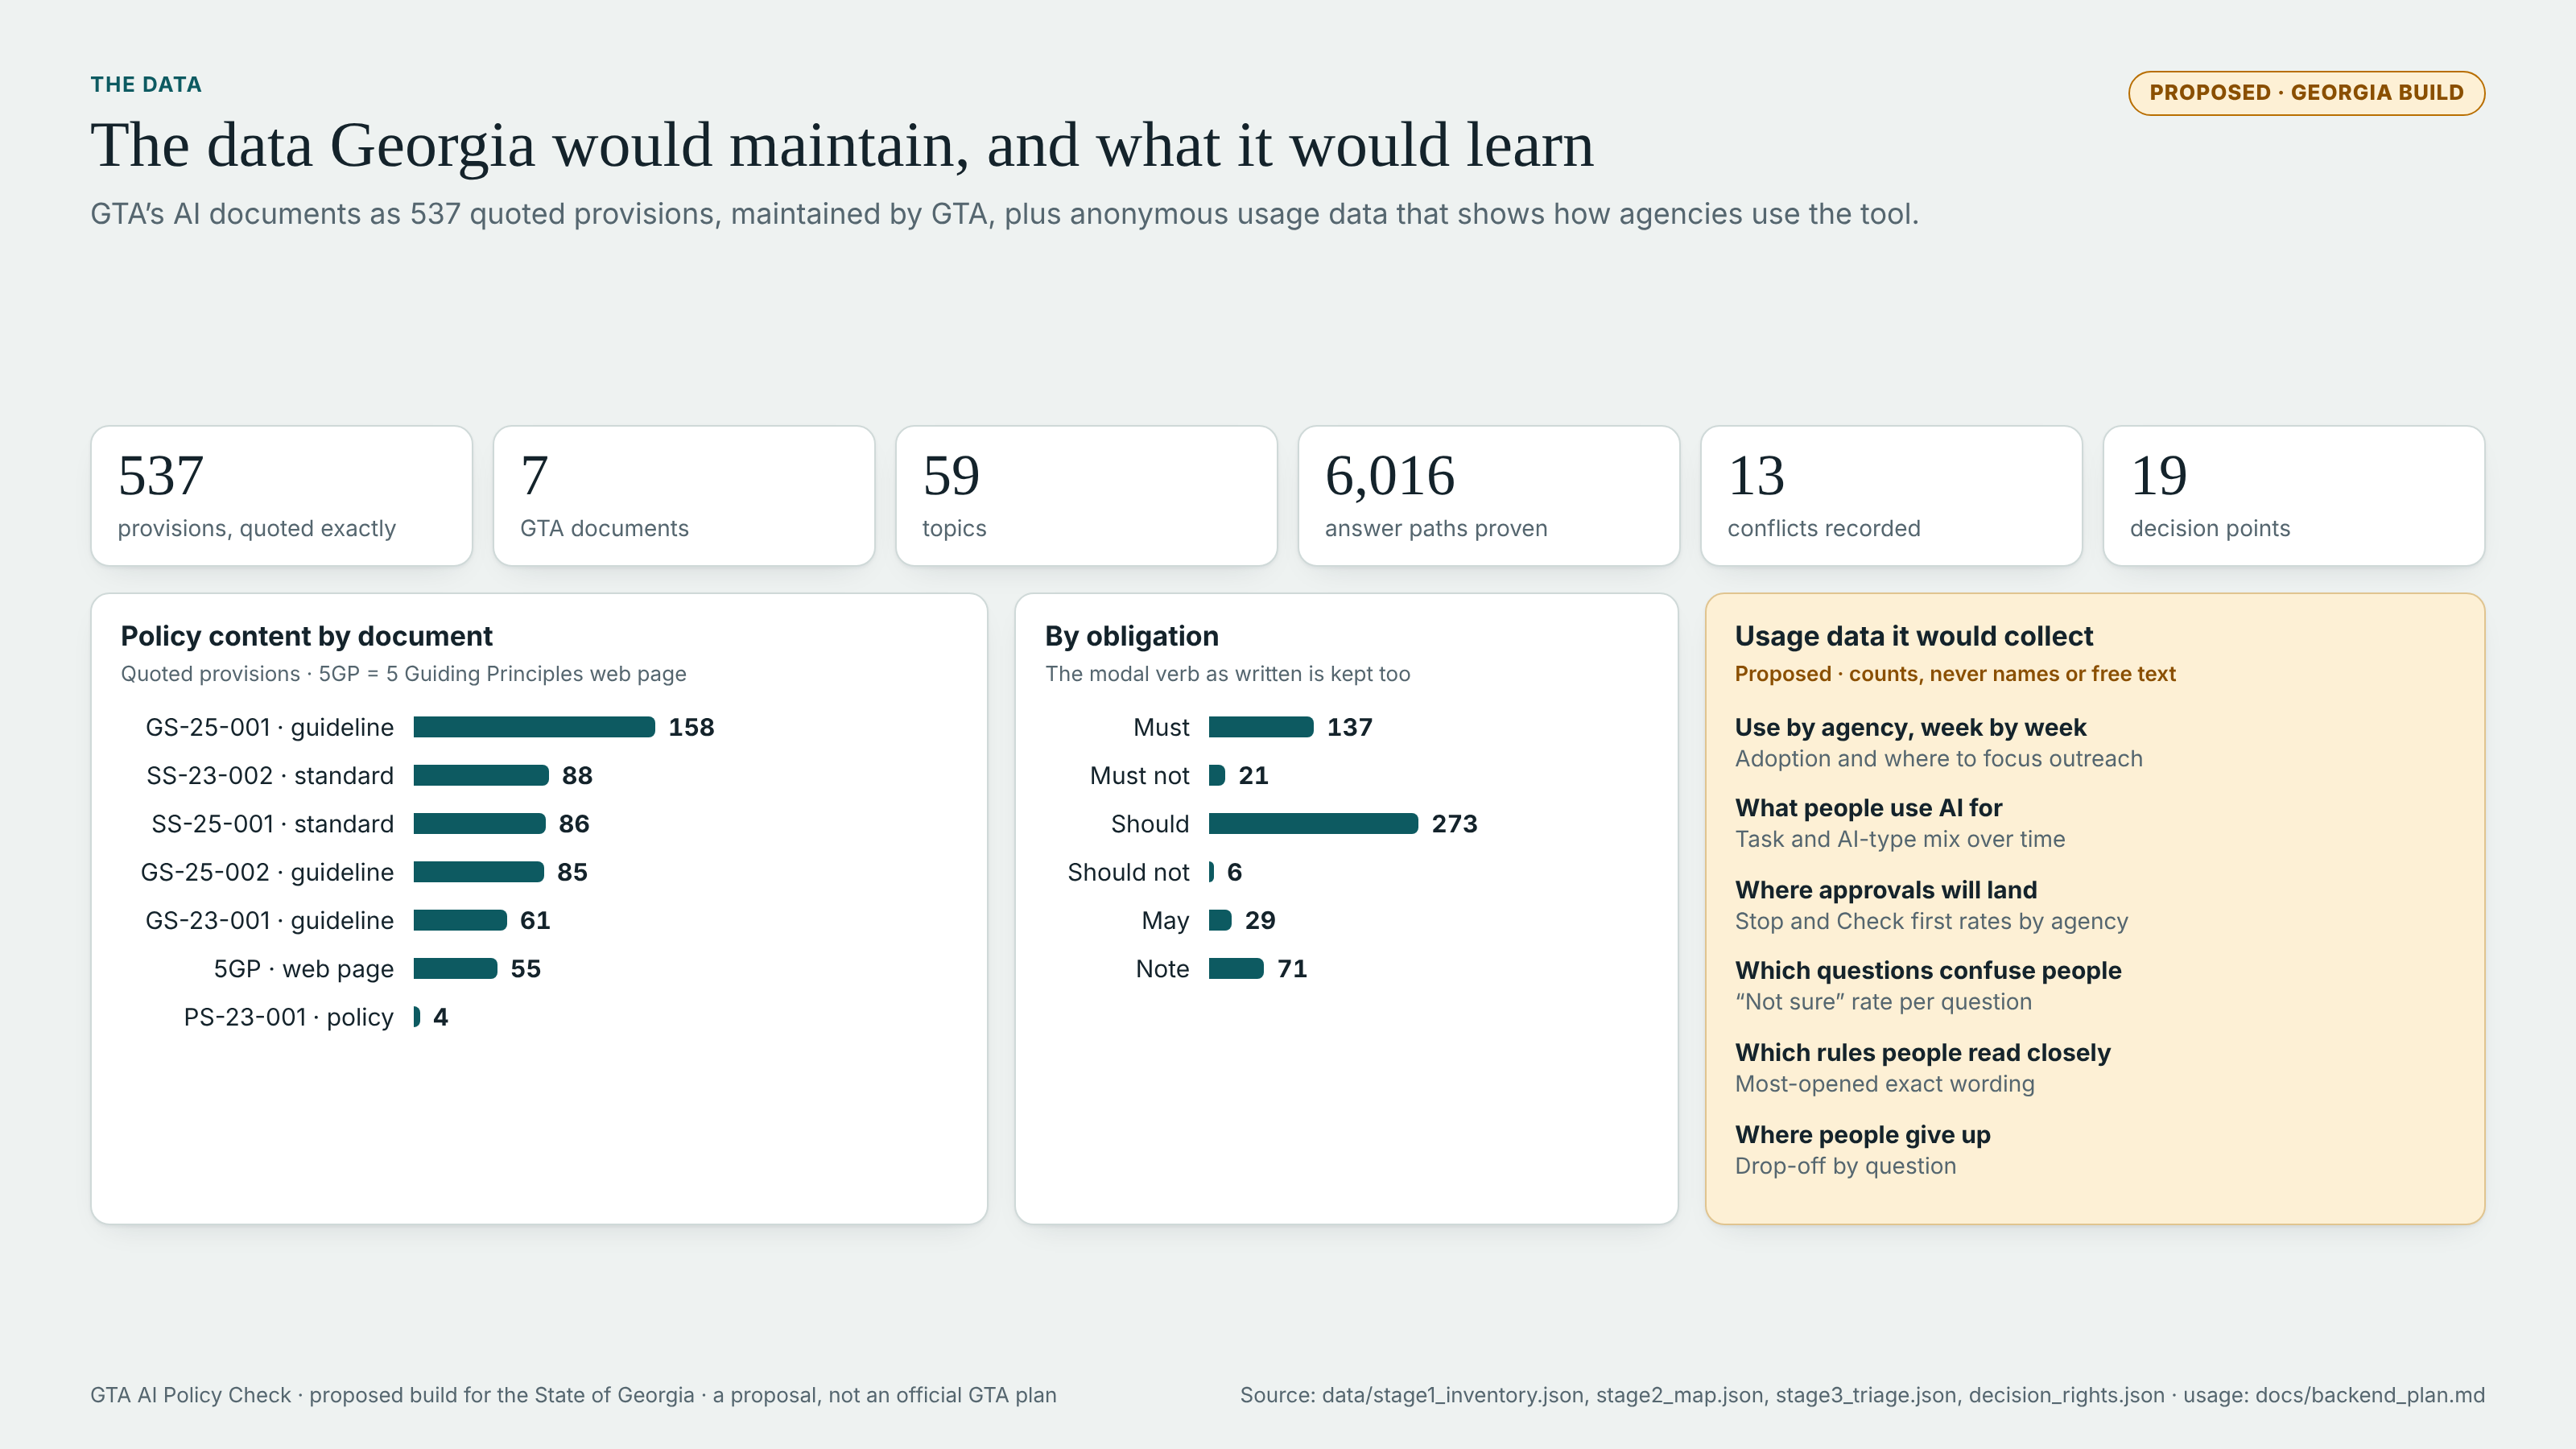 THE DATA
PROPOSED · GEORGIA BUILD
The data Georgia would maintain, and what it would learn
GTA’s AI documents as 537 quoted provisions, maintained by GTA, plus anonymous usage data that shows how agencies use the tool.
537
provisions, quoted exactly
7
GTA documents
59
topics
6,016
answer paths proven
13
conflicts recorded
19
decision points
Policy content by document
Quoted provisions · 5GP = 5 Guiding Principles web page
GS-25-001 · guideline 158
SS-23-002 · standard 88
SS-25-001 · standard 86
GS-25-002 · guideline 85
GS-23-001 · guideline 61
5GP · web page 55
PS-23-001 · policy 4
By obligation
The modal verb as written is kept too
Must 137
Must not 21
Should 273
Should not 6
May 29
Note 71
Usage data it would collect
Proposed · counts, never names or free text
Use by agency, week by week
Adoption and where to focus outreach
What people use AI for
Task and AI-type mix over time
Where approvals will land
Stop and Check first rates by agency
Which questions confuse people
“Not sure” rate per question
Which rules people read closely
Most-opened exact wording
Where people give up
Drop-off by question
GTA AI Policy Check · proposed build for the State of Georgia · a proposal, not an official GTA plan
Source: data/stage1_inventory.json, stage2_map.json, stage3_triage.json, decision_rights.json · usage: docs/backend_plan.md